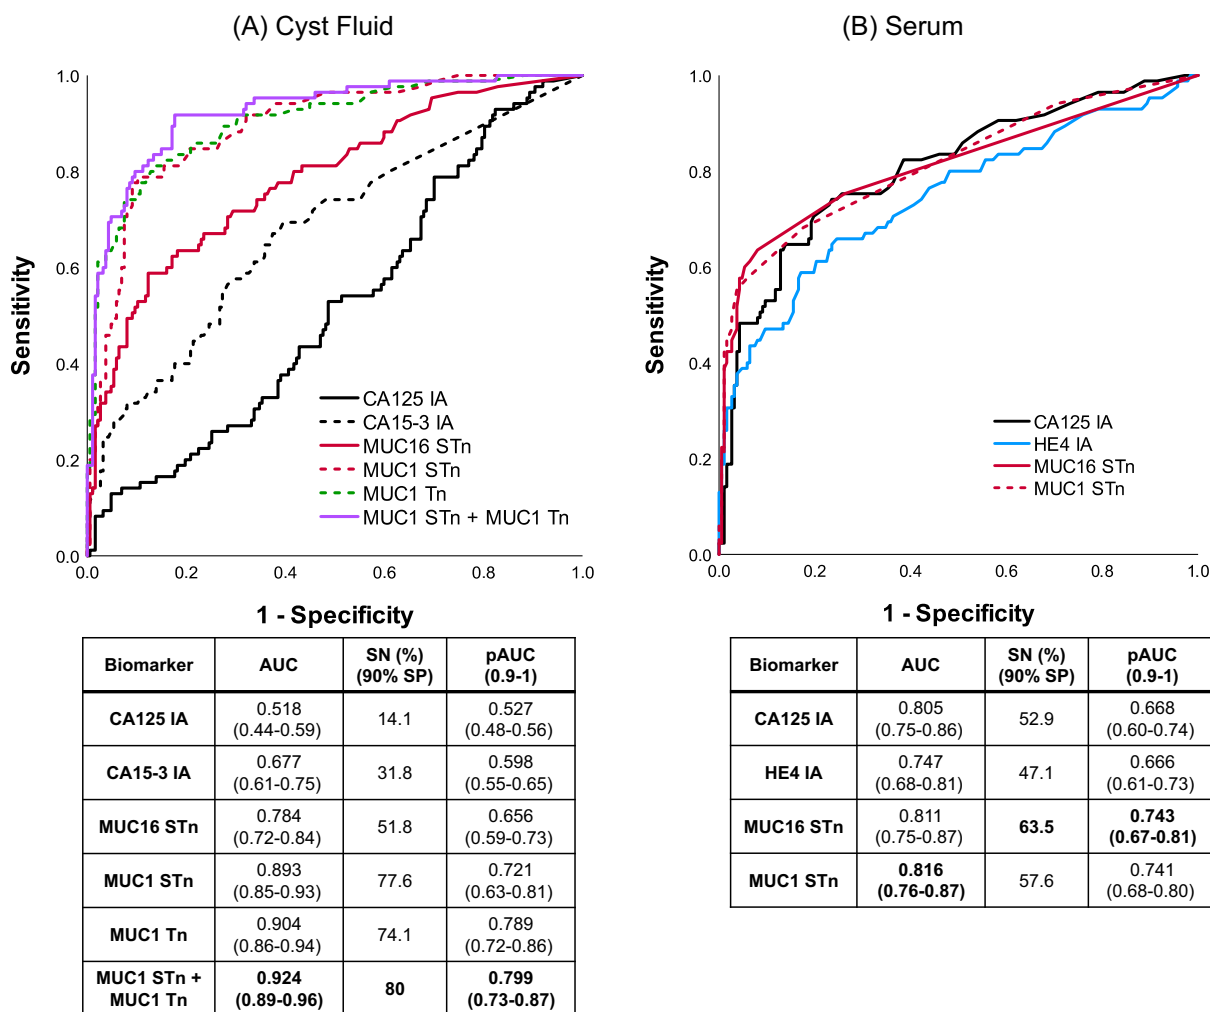 (A) Cyst Fluid
1.0
0.8
0.6
0.4
0.2
0.0
Sensitivity
CA125 IA
CA15-3 IA
MUC16 STn
MUC1 STn
MUC1 Tn
MUC1 STn + MUC1 Tn
0.0 0.2 0.4 0.6 0.8 1.0
1 - Specificity
Biomarker AUC SN (%) (90% SP) pAUC (0.9-1)
CA125 IA 0.518 (0.44-0.59) 14.1 0.527 (0.48-0.56)
CA15-3 IA 0.677 (0.61-0.75) 31.8 0.598 (0.55-0.65)
MUC16 STn 0.784 (0.72-0.84) 51.8 0.656 (0.59-0.73)
MUC1 STn 0.893 (0.85-0.93) 77.6 0.721 (0.63-0.81)
MUC1 Tn 0.904 (0.86-0.94) 74.1 0.789 (0.72-0.86)
MUC1 STn + MUC1 Tn 0.924 (0.89-0.96) 80 0.799 (0.73-0.87)
(B) Serum
1.0
0.8
0.6
0.4
0.2
0.0
Sensitivity
CA125 IA
HE4 IA
MUC16 STn
MUC1 STn
0.0 0.2 0.4 0.6 0.8 1.0
1 - Specificity
Biomarker AUC SN (%) (90% SP) pAUC (0.9-1)
CA125 IA 0.805 (0.75-0.86) 52.9 0.668 (0.60-0.74)
HE4 IA 0.747 (0.68-0.81) 47.1 0.666 (0.61-0.73)
MUC16 STn 0.811 (0.75-0.87) 63.5 0.743 (0.67-0.81)
MUC1 STn 0.816 (0.76-0.87) 57.6 0.741 (0.68-0.80)